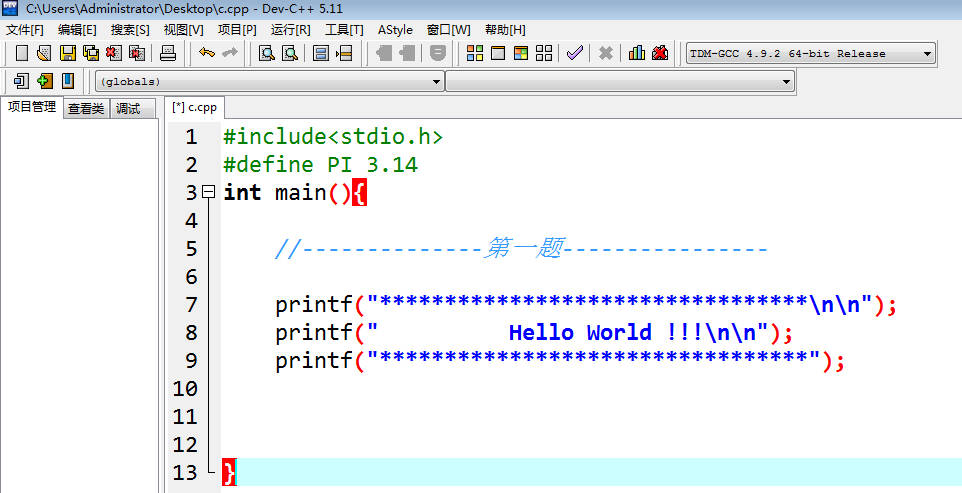 C:\Users\Administrator\Desktop\c.cpp - Dev-C++ 5.11
文件[F] 编辑[E] 搜索[S] 视图[V] 项目[P] 运行[R] 工具[T] AStyle 窗口[W] 帮助[H]
TDM-GCC 4.9.2 64-bit Release
(globals)
项目管理 查看类 调试 [*] c.cpp
1 #include<stdio.h>
2 #define PI 3.14
3 int main(){
4
5 //--------------第一题----------------
6
7 printf("*********************************\n\n");
8 printf("          Hello World !!!\n\n");
9 printf("*********************************");
10
11
12
13 }